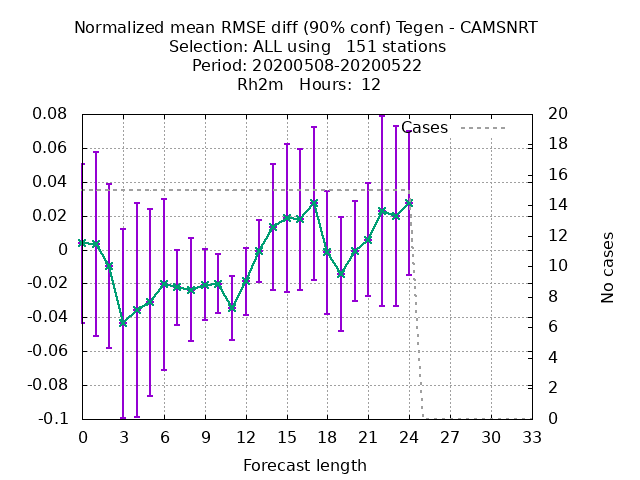 Normalized mean RMSE diff (90% conf) Tegen - CAMSNRT
Selection: ALL using   151 stations
Period: 20200508-20200522
Rh2m   Hours:  12
0.08
0.06
0.04
0.02
0
-0.02
-0.04
-0.06
-0.08
-0.1
Cases
20
18
16
14
12
10
8
6
4
2
0
No cases
0 3 6 9 12 15 18 21 24 27 30 33
Forecast length